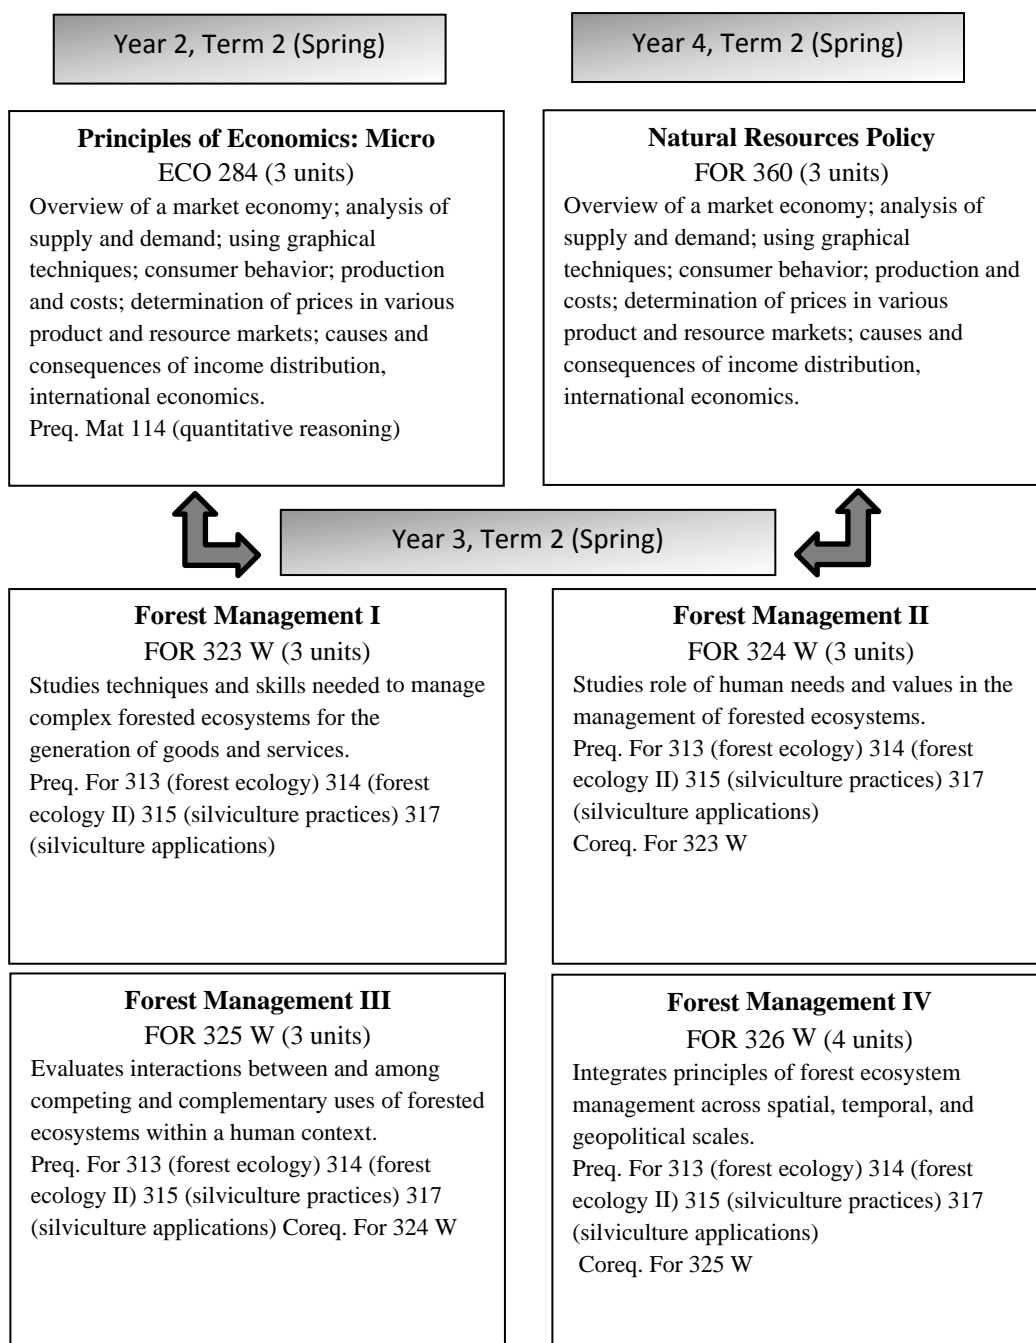 Year 2, Term 2 (Spring)
Year 4, Term 2 (Spring)
Principles of Economics: Micro
ECO 284 (3 units)
Overview of a market economy; analysis of
supply and demand; using graphical
techniques; consumer behavior; production
and costs; determination of prices in various
product and resource markets; causes and
consequences of income distribution,
international economics.
Preq. Mat 114 (quantitative reasoning)
Natural Resources Policy
FOR 360 (3 units)
Overview of a market economy; analysis of
supply and demand; using graphical
techniques; consumer behavior; production and
costs; determination of prices in various
product and resource markets; causes and
consequences of income distribution,
international economics.
Year 3, Term 2 (Spring)
Forest Management I
FOR 323 W (3 units)
Studies techniques and skills needed to manage
complex forested ecosystems for the
generation of goods and services.
Preq. For 313 (forest ecology) 314 (forest
ecology II) 315 (silviculture practices) 317
(silviculture applications)
Forest Management II
FOR 324 W (3 units)
Studies role of human needs and values in the
management of forested ecosystems.
Preq. For 313 (forest ecology) 314 (forest
ecology II) 315 (silviculture practices) 317
(silviculture applications)
Coreq. For 323 W
Forest Management III
FOR 325 W (3 units)
Evaluates interactions between and among
competing and complementary uses of forested
ecosystems within a human context.
Preq. For 313 (forest ecology) 314 (forest
ecology II) 315 (silviculture practices) 317
(silviculture applications) Coreq. For 324 W
Forest Management IV
FOR 326 W (4 units)
Integrates principles of forest ecosystem
management across spatial, temporal, and
geopolitical scales.
Preq. For 313 (forest ecology) 314 (forest
ecology II) 315 (silviculture practices) 317
(silviculture applications)
Coreq. For 325 W